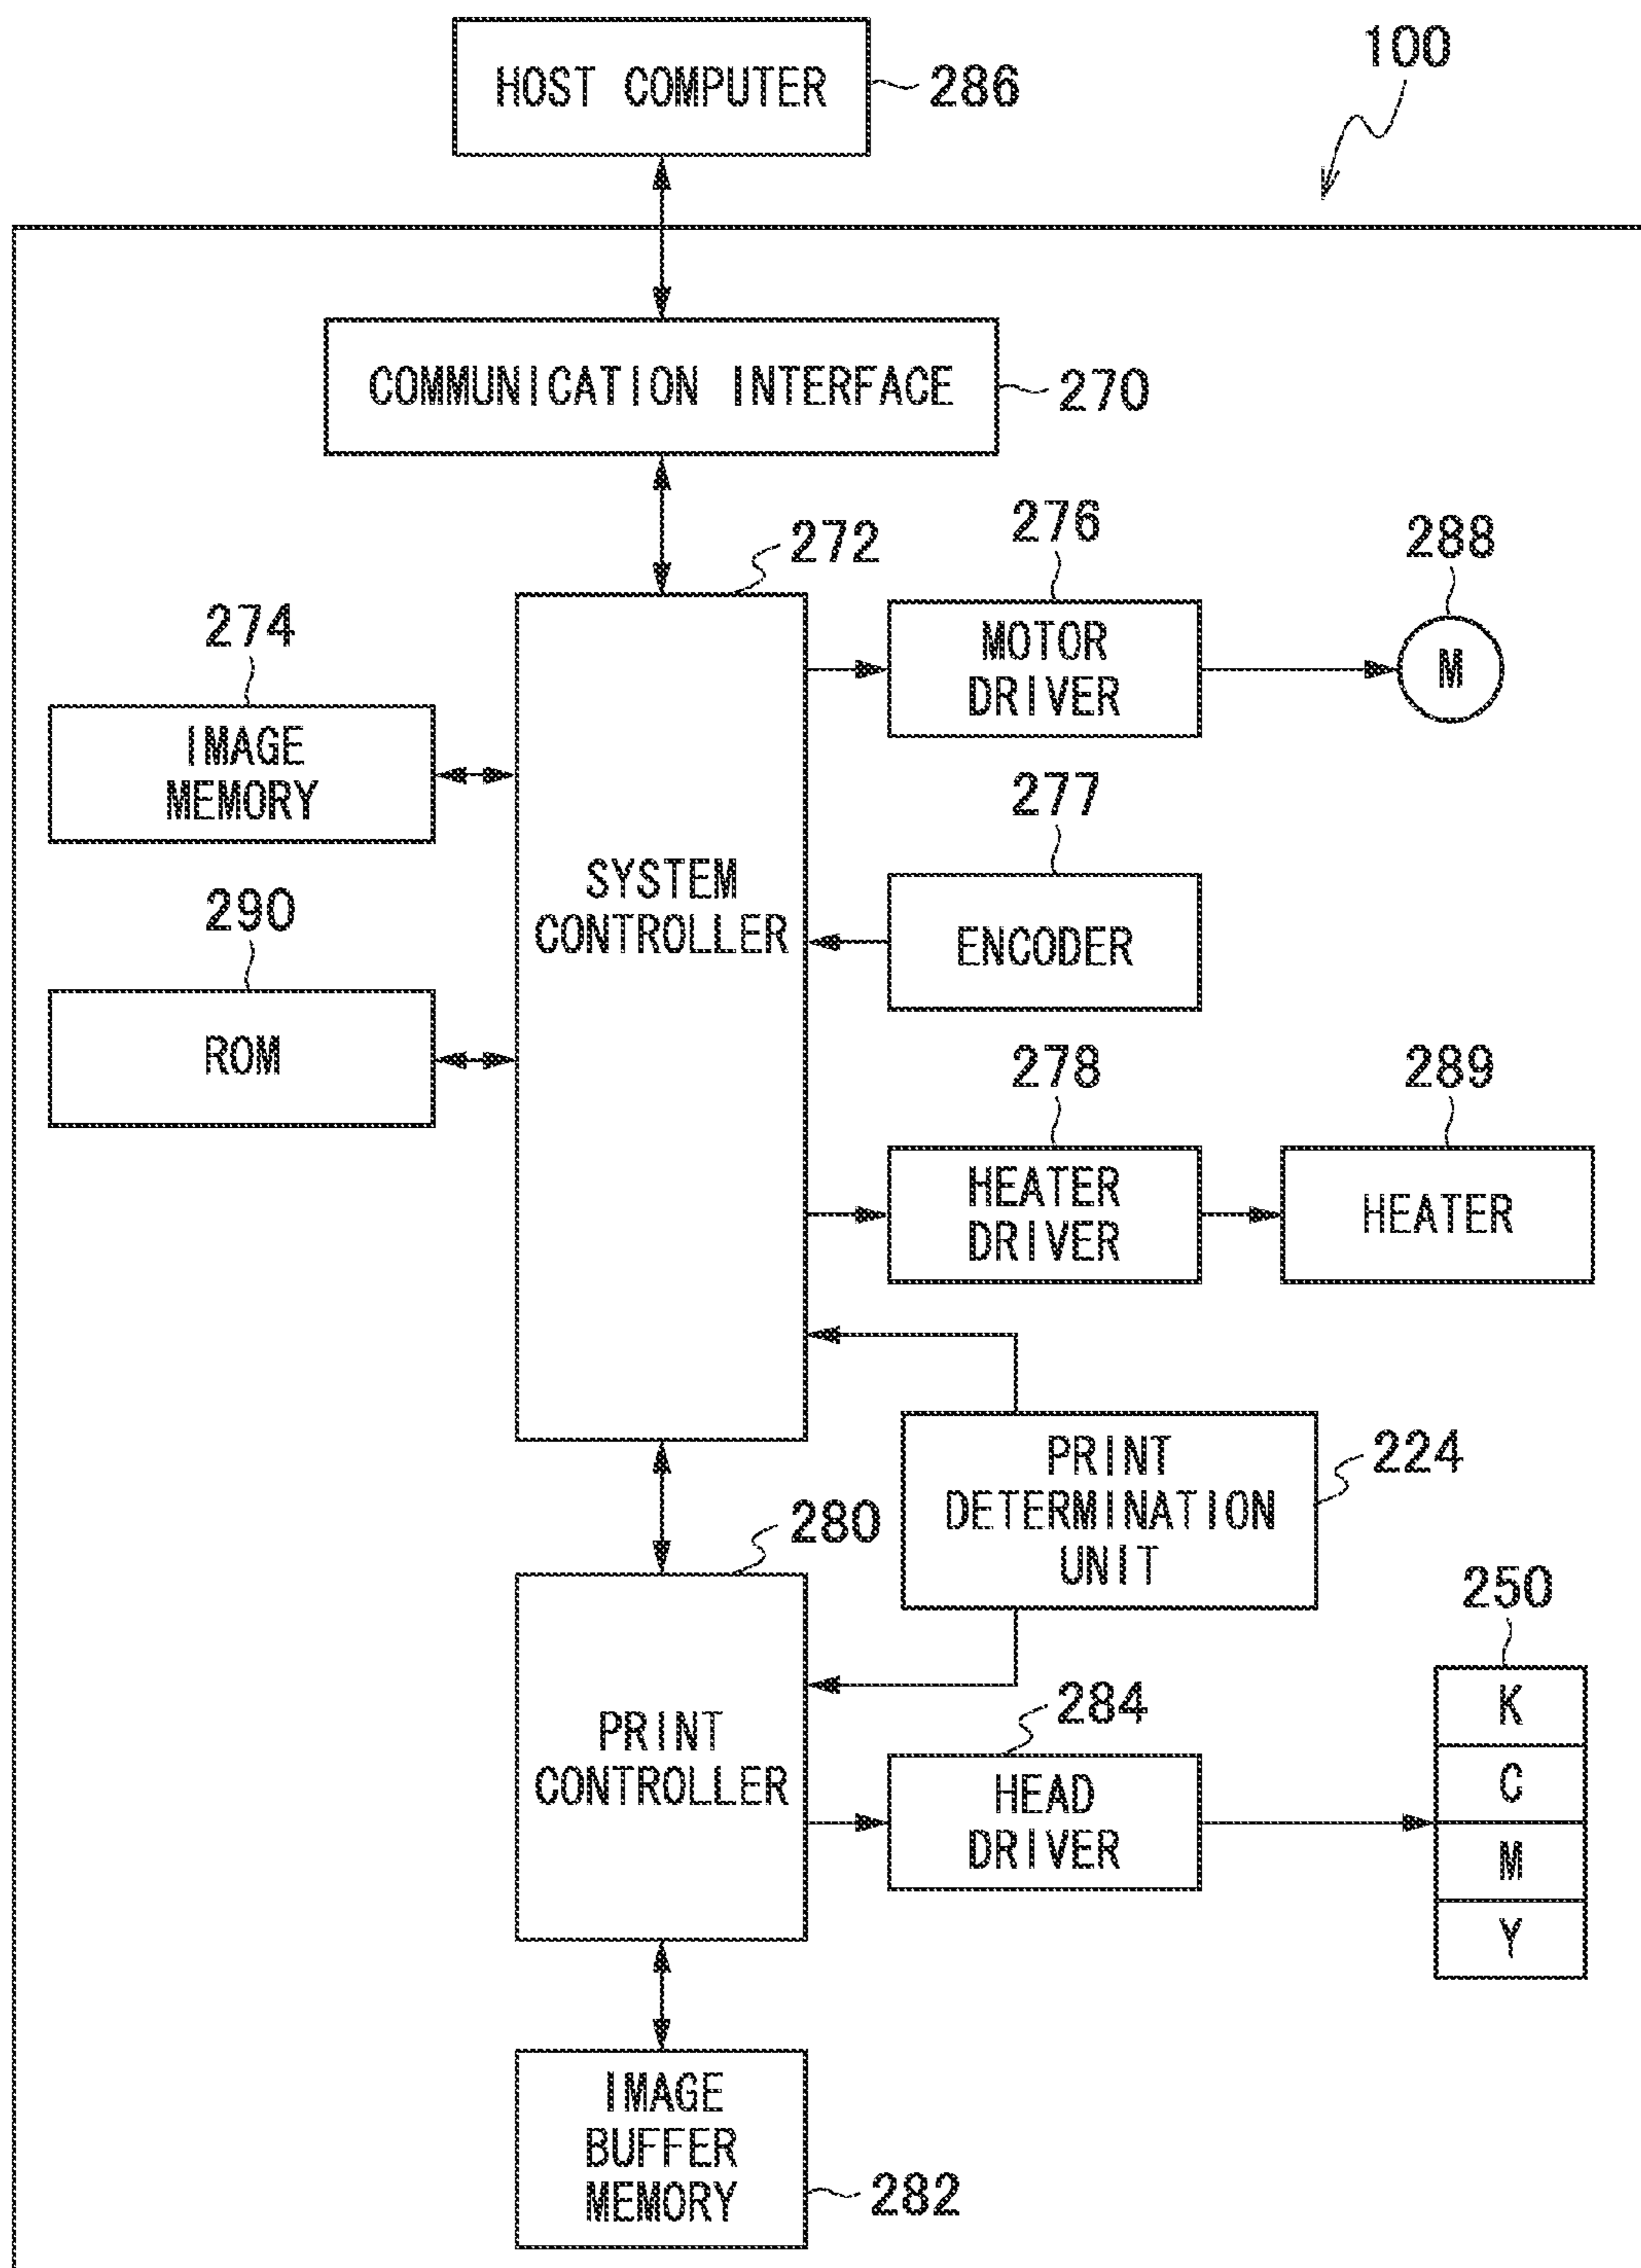 100
HOST COMPUTER
286
COMMUNICATION INTERFACE
270
272
276
288
274
MOTOR
DRIVER
M
IMAGE
MEMORY
277
SYSTEM
CONTROLLER
290
ENCODER
ROM
278
289
HEATER
DRIVER
HEATER
PRINT
DETERMINATION
UNIT
224
280
250
K
C
M
Y
284
PRINT
CONTROLLER
HEAD
DRIVER
IMAGE
BUFFER
MEMORY
282